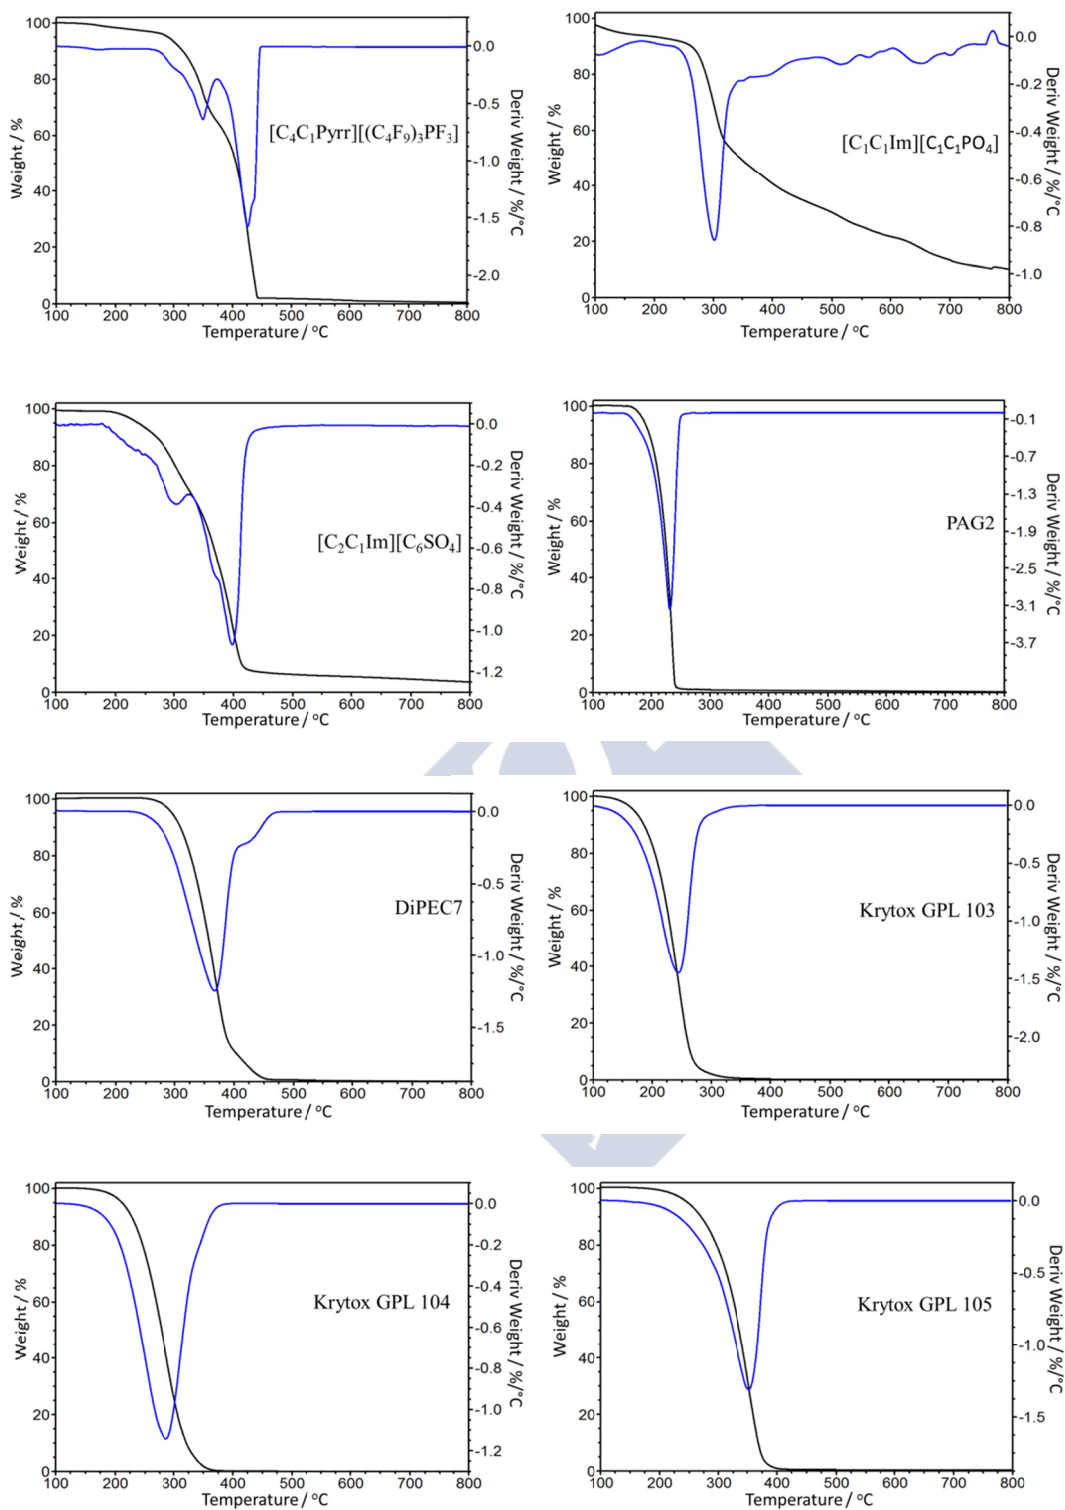 100
80
60
40
20
0
Weight / %
100 200 300 400 500 600 700 800
Temperature / °C
0.0
-0.5
-1.0
-1.5
-2.0
Deriv Weight / %/°C
[C₄C₁Pyrr][(C₄F₉)₃PF₃]
100
80
60
40
20
0
Weight / %
100 200 300 400 500 600 700 800
Temperature / °C
0.0
-0.2
-0.4
-0.6
-0.8
-1.0
Deriv Weight / %/°C
[C₁C₁Im][C₁C₁PO₄]
100
80
60
40
20
0
Weight / %
100 200 300 400 500 600 700 800
Temperature / °C
0.0
-0.2
-0.4
-0.6
-0.8
-1.0
-1.2
Deriv Weight / %/°C
[C₂C₁Im][C₆SO₄]
100
80
60
40
20
0
Weight / %
100 200 300 400 500 600 700 800
Temperature / °C
-0.1
-0.7
-1.3
-1.9
-2.5
-3.1
-3.7
Deriv Weight / %/°C
PAG2
100
80
60
40
20
0
Weight / %
100 200 300 400 500 600 700 800
Temperature / °C
0.0
-0.5
-1.0
-1.5
Deriv Weight / %/°C
DiPEC7
100
80
60
40
20
0
Weight / %
100 200 300 400 500 600 700 800
Temperature / °C
0.0
-0.5
-1.0
-1.5
-2.0
Deriv Weight / %/°C
Krytox GPL 103
100
80
60
40
20
0
Weight / %
100 200 300 400 500 600 700 800
Temperature / °C
0.0
-0.2
-0.4
-0.6
-0.8
-1.0
-1.2
Deriv Weight / %/°C
Krytox GPL 104
100
80
60
40
20
0
Weight / %
100 200 300 400 500 600 700 800
Temperature / °C
0.0
-0.5
-1.0
-1.5
Deriv Weight / %/°C
Krytox GPL 105